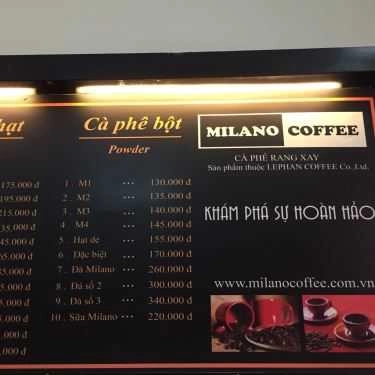 hạt
175.000 đ
195.000 đ
215.000 đ
Cà phê bột
Powder
1 . M1 ... 130.000 đ
2 . M2 ... 135.000 đ
3 . M3 ... 140.000 đ
4 . M4 ... 145.000 đ
5 . Hạt dẻ ... 155.000 đ
6 . Đặc biệt ... 170.000 đ
7 . Đá Milano ... 260.000 đ
8 . Đá số 2 ... 300.000 đ
9 . Đá số 3 ... 340.000 đ
10 . Sữa Milano ... 220.000 đ
MILANO COFFEE
CÀ PHÊ RANG XAY
Sản phẩm thuộc LEPHAN COFFEE Co.,Ltd.
KHÁM PHÁ SỰ HOÀN HẢO
www.milanocoffee.com.vn